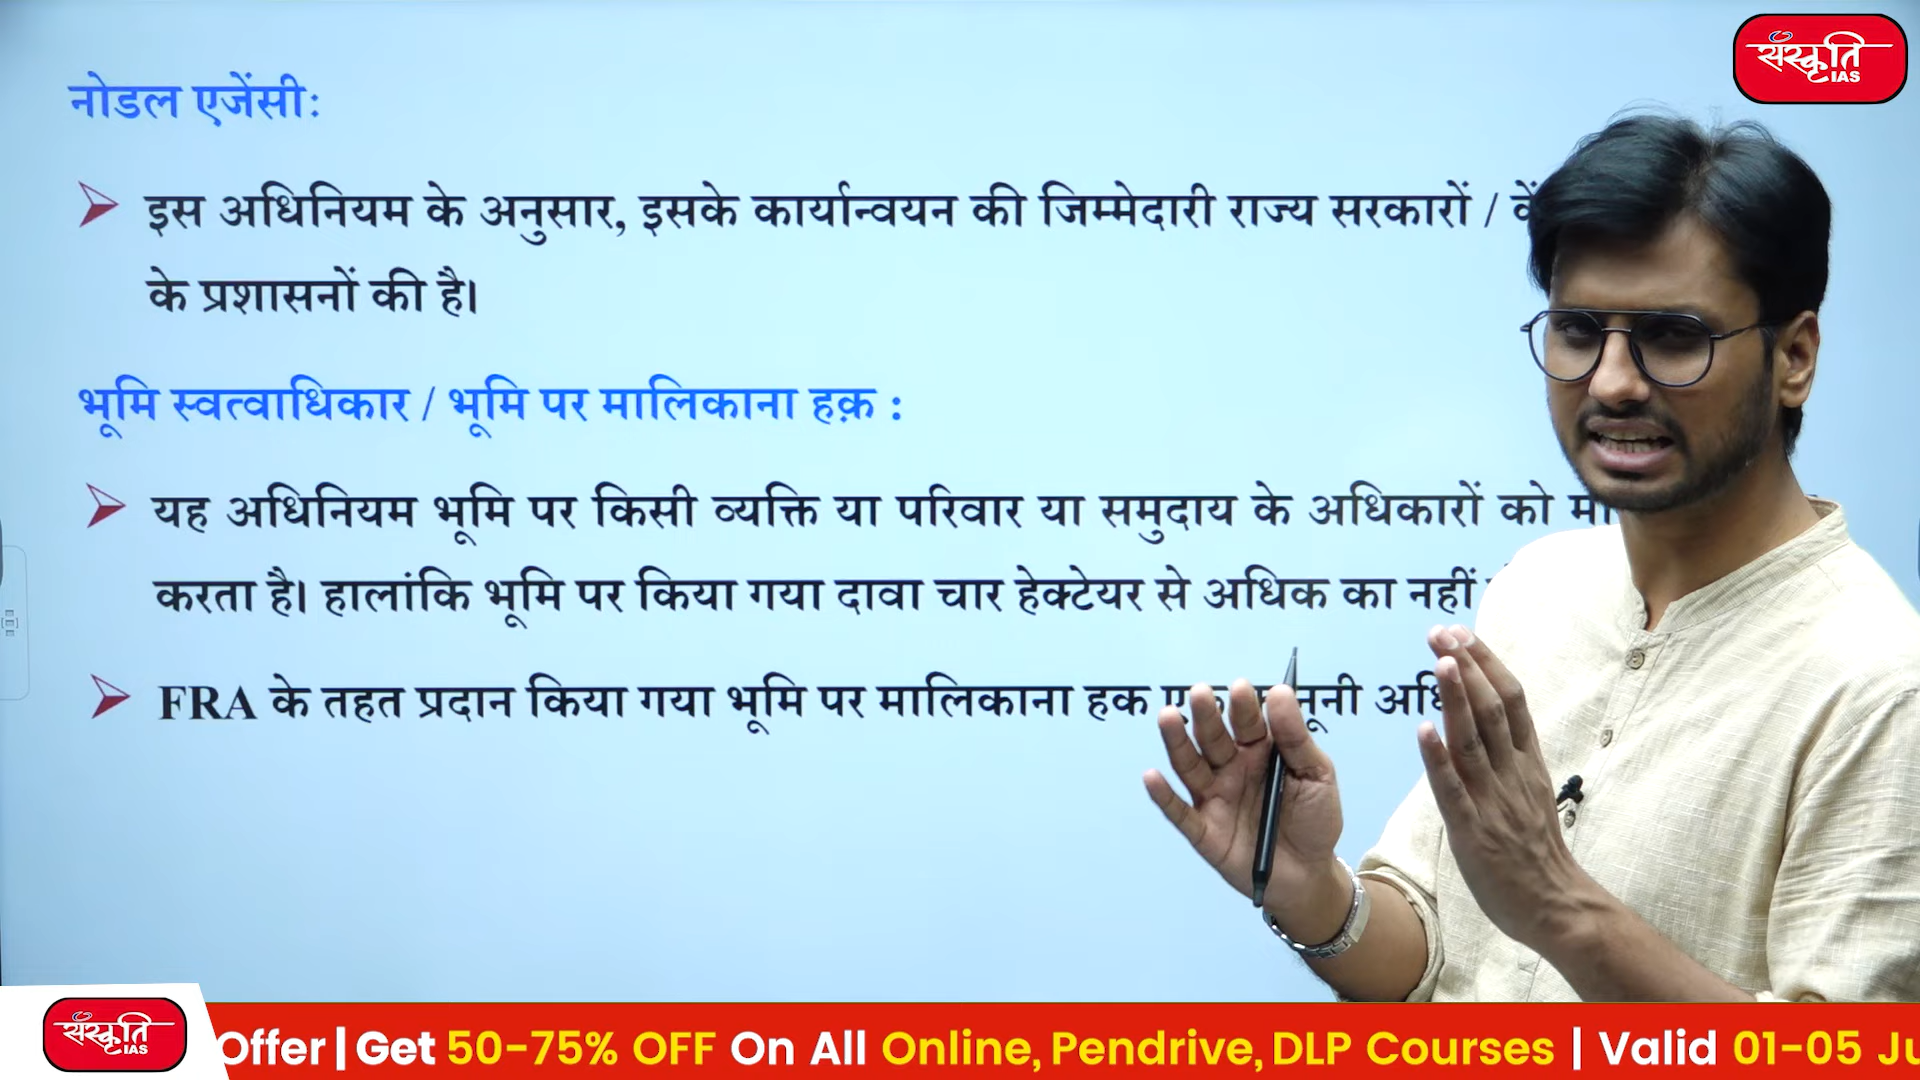 संस्कृति
IAS
नोडल एजेंसी:
इस अधिनियम के अनुसार, इसके कार्यान्वयन की जिम्मेदारी राज्य सरकारों /
के प्रशासनों की है।
भूमि स्वत्वाधिकार / भूमि पर मालिकाना हक़ :
यह अधिनियम भूमि पर किसी व्यक्ति या परिवार या समुदाय के अधिकारों को
करता है। हालांकि भूमि पर किया गया दावा चार हेक्टेयर से अधिक का नहीं
FRA के तहत प्रदान किया गया भूमि पर मालिकाना हक
संस्कृति
IAS
Offer | Get 50-75% OFF On All Online, Pendrive, DLP Courses | Valid 01-05